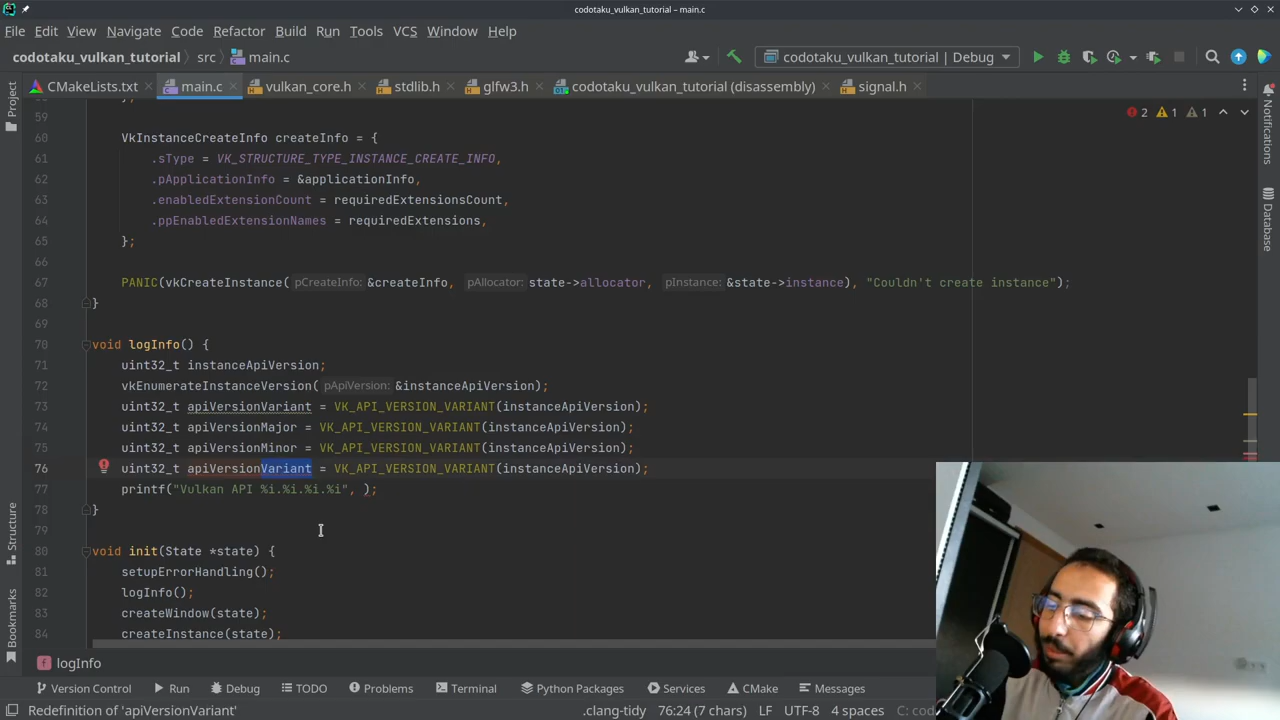 codotaku_vulkan_tutorial – main.c
File Edit View Navigate Code Refactor Build Run Tools VCS Window Help
codotaku_vulkan_tutorial src main.c codotaku_vulkan_tutorial | Debug
CMakeLists.txt main.c vulkan_core.h stdlib.h glfw3.h codotaku_vulkan_tutorial (disassembly) signal.h
Project
Structure
Bookmarks
Notifications
Database
2 1 1
59
60 VkInstanceCreateInfo createInfo = {
61 .sType = VK_STRUCTURE_TYPE_INSTANCE_CREATE_INFO,
62 .pApplicationInfo = &applicationInfo,
63 .enabledExtensionCount = requiredExtensionsCount,
64 .ppEnabledExtensionNames = requiredExtensions,
65 };
66
67 PANIC(vkCreateInstance( pCreateInfo: &createInfo, pAllocator: state->allocator, pInstance: &state->instance), "Couldn't create instance");
68 }
69
70 void logInfo() {
71 uint32_t instanceApiVersion;
72 vkEnumerateInstanceVersion( pApiVersion: &instanceApiVersion);
73 uint32_t apiVersionVariant = VK_API_VERSION_VARIANT(instanceApiVersion);
74 uint32_t apiVersionMajor = VK_API_VERSION_VARIANT(instanceApiVersion);
75 uint32_t apiVersionMinor = VK_API_VERSION_VARIANT(instanceApiVersion);
76 uint32_t apiVersionVariant = VK_API_VERSION_VARIANT(instanceApiVersion);
77 printf("Vulkan API %i.%i.%i.%i", );
78 }
79
80 void init(State *state) {
81 setupErrorHandling();
82 logInfo();
83 createWindow(state);
84 createInstance(state);
f logInfo
Version Control Run Debug TODO Problems Terminal Python Packages Services CMake Messages
Redefinition of 'apiVersionVariant' .clang-tidy 76:24 (7 chars) LF UTF-8 4 spaces C: cod